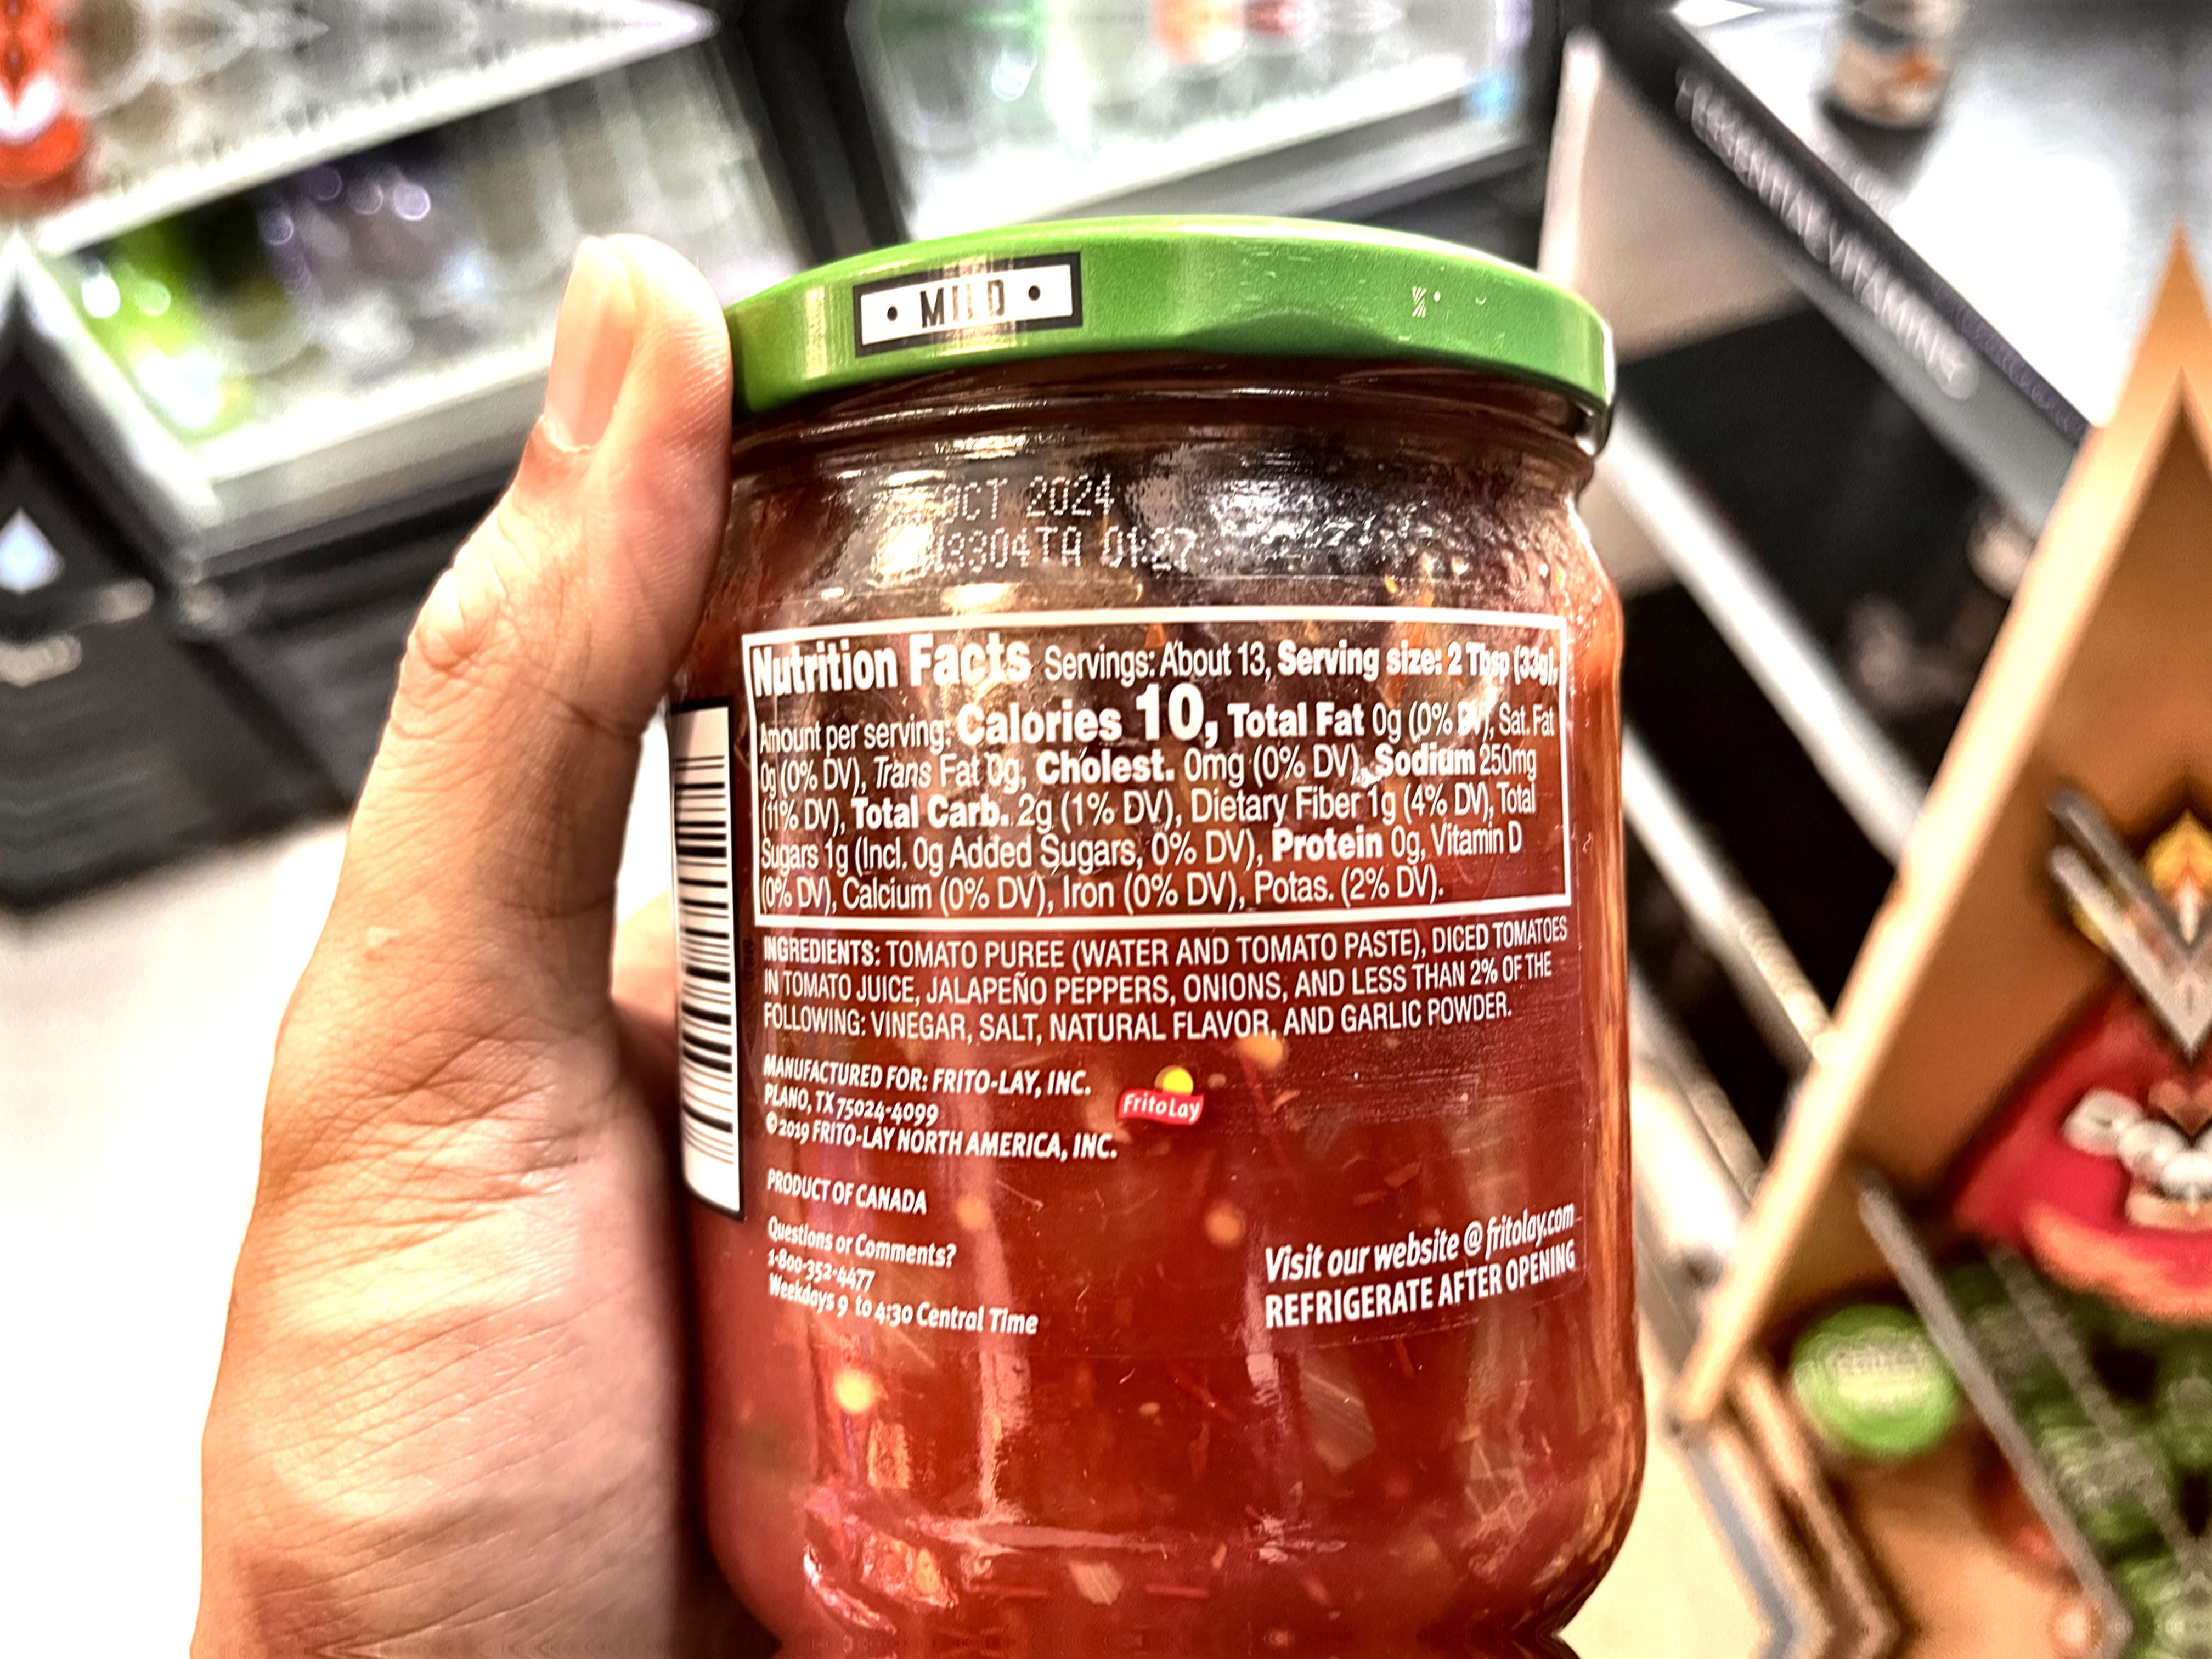 • MILD •
OCT 2024
3304TA 01:27
Nutrition Facts Servings: About 13, Serving size: 2 Tbsp (33g),
Amount per serving: Calories 10, Total Fat 0g (0% DV), Sat. Fat
0g (0% DV), Trans Fat 0g, Cholest. 0mg (0% DV), Sodium 250mg
(11% DV), Total Carb. 2g (1% DV), Dietary Fiber 1g (4% DV), Total
Sugars 1g (Incl. 0g Added Sugars, 0% DV), Protein 0g, Vitamin D
(0% DV), Calcium (0% DV), Iron (0% DV), Potas. (2% DV).
INGREDIENTS: TOMATO PUREE (WATER AND TOMATO PASTE), DICED TOMATOES
IN TOMATO JUICE, JALAPEÑO PEPPERS, ONIONS, AND LESS THAN 2% OF THE
FOLLOWING: VINEGAR, SALT, NATURAL FLAVOR, AND GARLIC POWDER.
MANUFACTURED FOR: FRITO-LAY, INC.
PLANO, TX 75024-4099
© 2019 FRITO-LAY NORTH AMERICA, INC.
FritoLay
PRODUCT OF CANADA
Questions or Comments?
1-800-352-4477
Weekdays 9 to 4:30 Central Time
Visit our website @ fritolay.com
REFRIGERATE AFTER OPENING